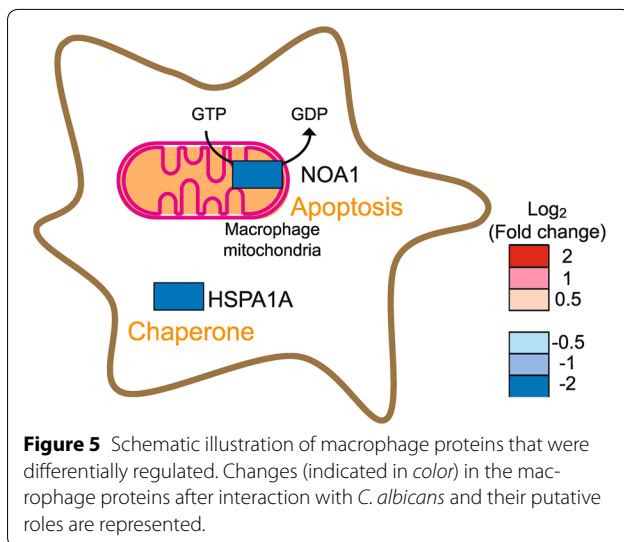 GTP GDP
NOA1
Apoptosis
Macrophage
mitochondria
HSPA1A
Chaperone
Log2
(Fold change)
2
1
0.5
-0.5
-1
-2
Figure 5 Schematic illustration of macrophage proteins that were
differentially regulated. Changes (indicated in color) in the mac-
rophage proteins after interaction with C. albicans and their putative
roles are represented.